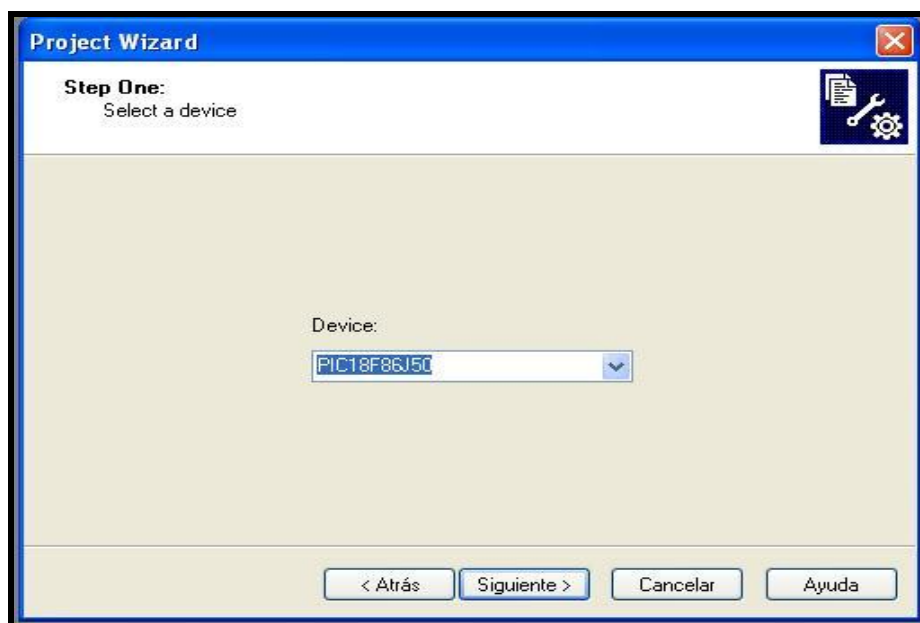 Project Wizard
Step One:
Select a device
Device:
PIC18F86J50
< Atrás
Siguiente >
Cancelar
Ayuda